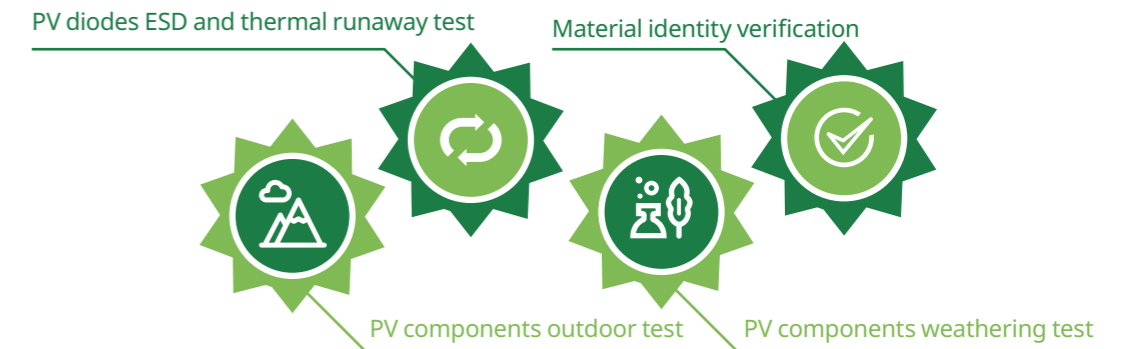 PV diodes ESD and thermal runaway test
Material identity verification
PV components outdoor test
PV components weathering test